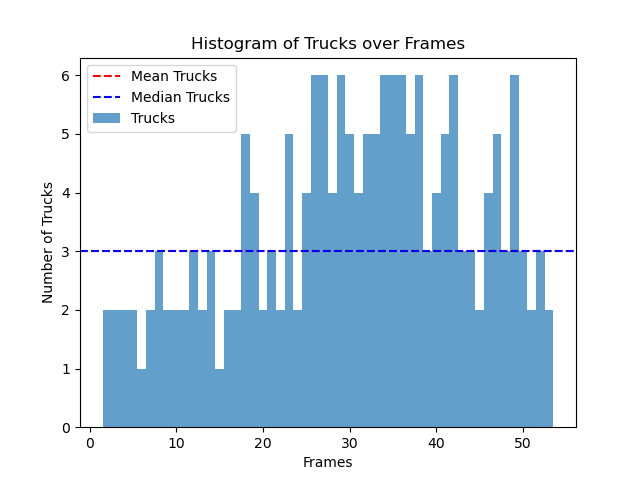 Histogram of Trucks over Frames
Mean Trucks
Median Trucks
Trucks
6
5
4
3
2
1
0
Number of Trucks
0 10 20 30 40 50
Frames